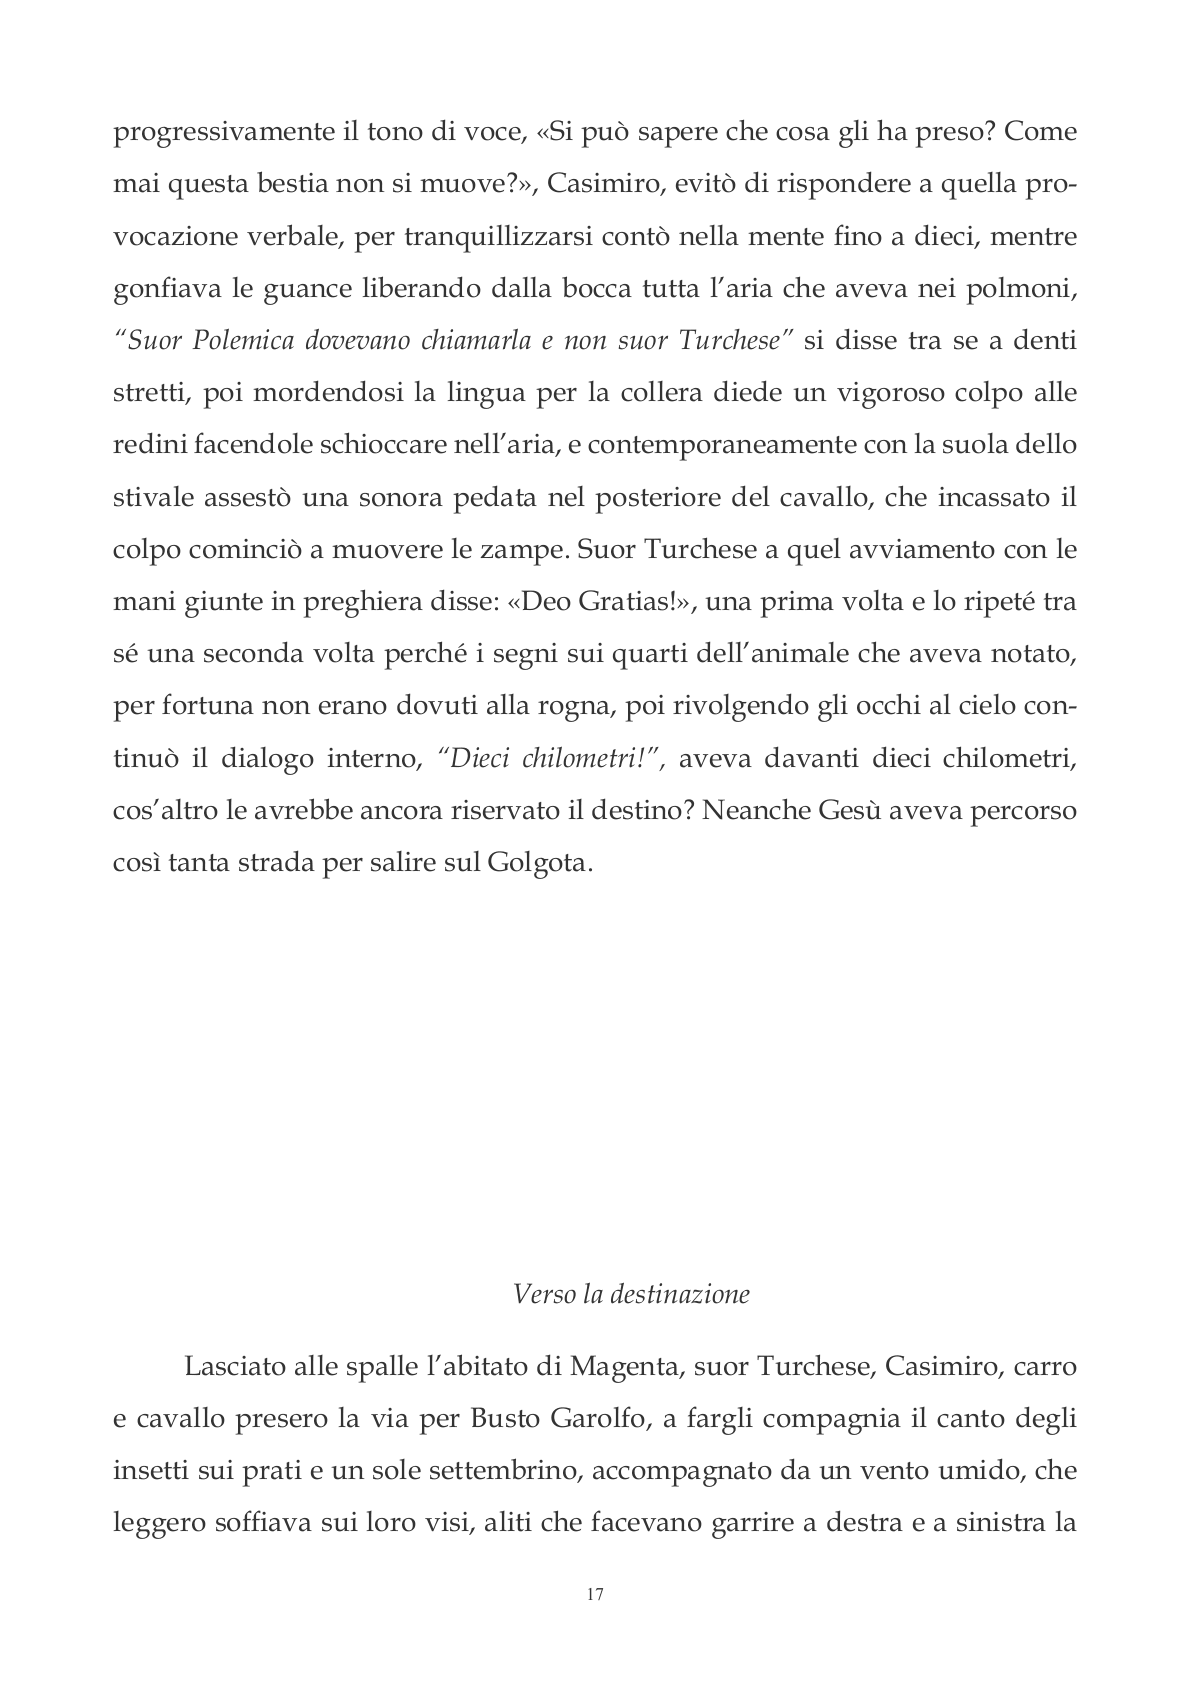 progressivamente il tono di voce, «Si può sapere che cosa gli ha preso? Come
mai questa bestia non si muove?», Casimiro, evitò di rispondere a quella pro-
vocazione verbale, per tranquillizzarsi contò nella mente fino a dieci, mentre
gonfiava le guance liberando dalla bocca tutta l’aria che aveva nei polmoni,
“Suor Polemica dovevano chiamarla e non suor Turchese” si disse tra se a denti
stretti, poi mordendosi la lingua per la collera diede un vigoroso colpo alle
redini facendole schioccare nell’aria, e contemporaneamente con la suola dello
stivale assestò una sonora pedata nel posteriore del cavallo, che incassato il
colpo cominciò a muovere le zampe. Suor Turchese a quel avviamento con le
mani giunte in preghiera disse: «Deo Gratias!», una prima volta e lo ripeté tra
sé una seconda volta perché i segni sui quarti dell’animale che aveva notato,
per fortuna non erano dovuti alla rogna, poi rivolgendo gli occhi al cielo con-
tinuò il dialogo interno, “Dieci chilometri!”, aveva davanti dieci chilometri,
cos’altro le avrebbe ancora riservato il destino? Neanche Gesù aveva percorso
così tanta strada per salire sul Golgota.
Verso la destinazione
Lasciato alle spalle l’abitato di Magenta, suor Turchese, Casimiro, carro
e cavallo presero la via per Busto Garolfo, a fargli compagnia il canto degli
insetti sui prati e un sole settembrino, accompagnato da un vento umido, che
leggero soffiava sui loro visi, aliti che facevano garrire a destra e a sinistra la
17